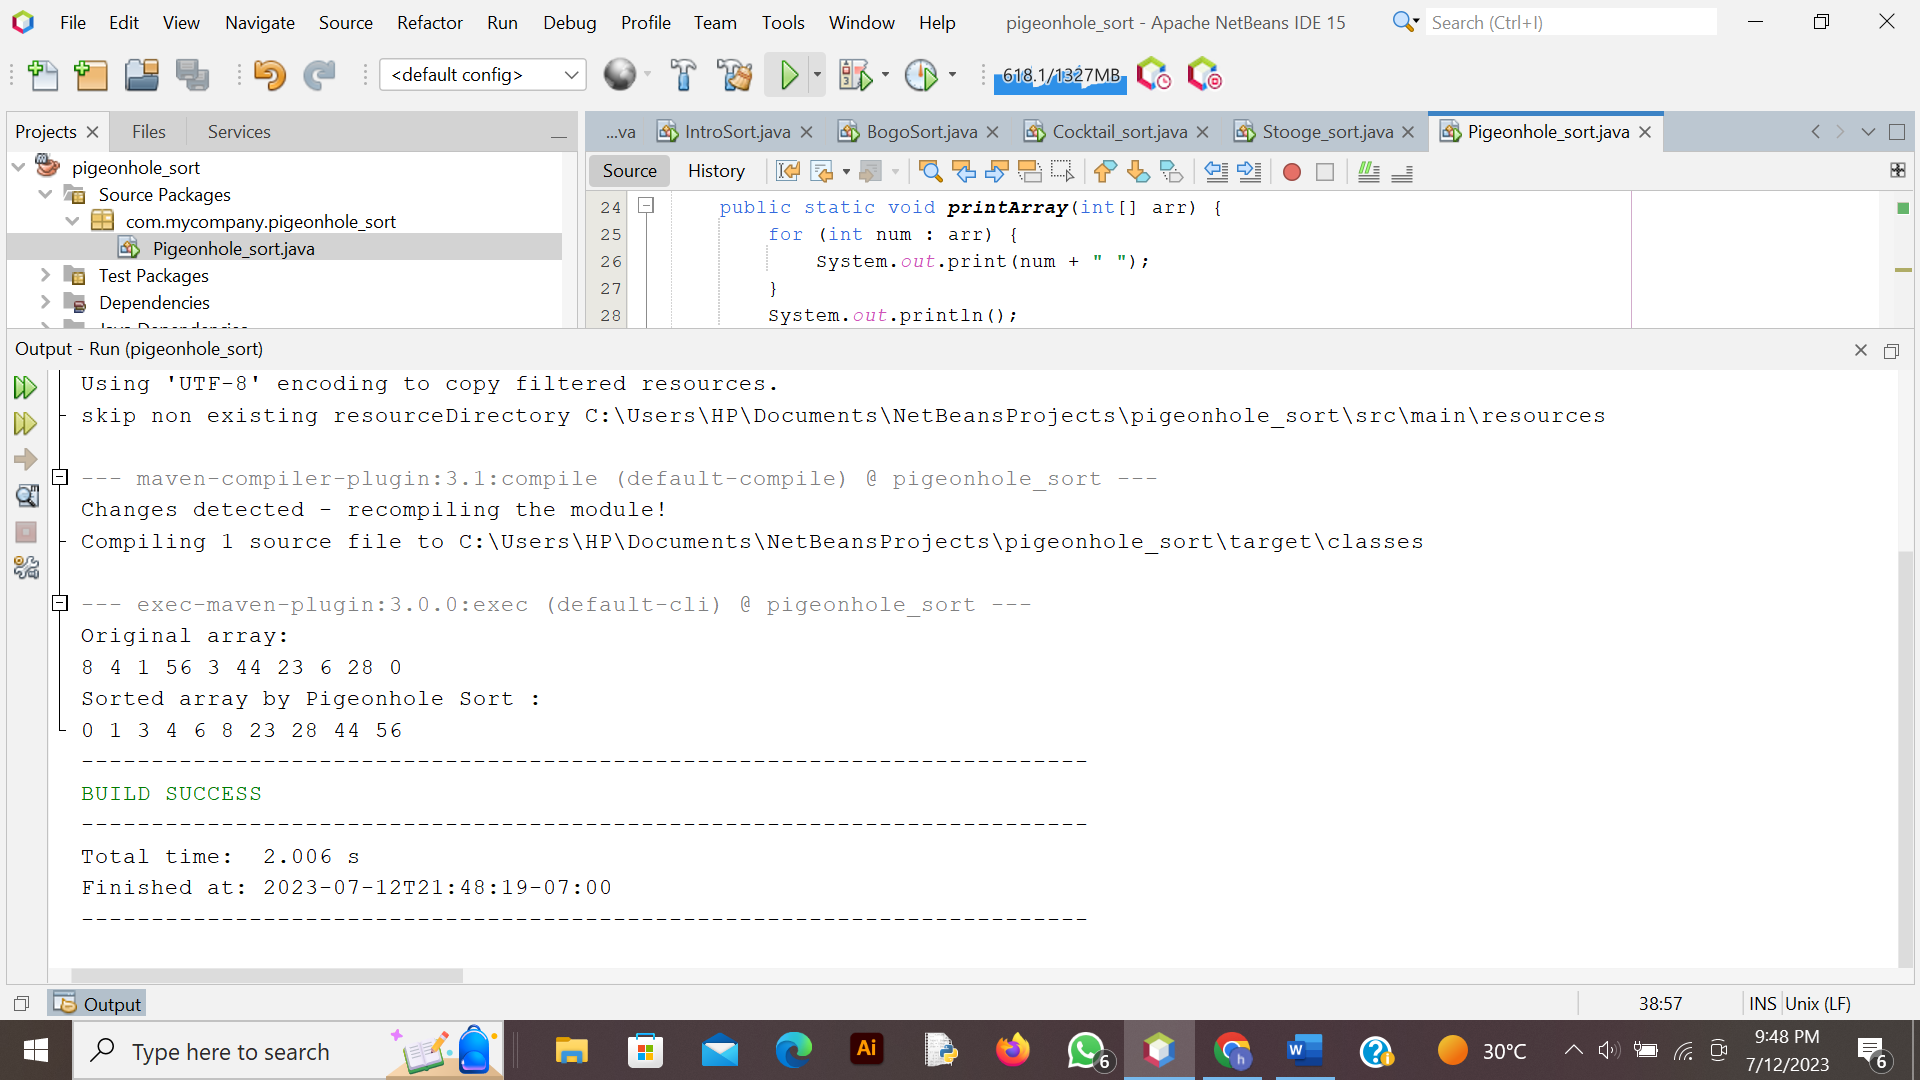 File Edit View Navigate Source Refactor Run Debug Profile Team Tools Window Help
pigeonhole_sort - Apache NetBeans IDE 15
Search (Ctrl+I)
<default config>
618.1/1327MB
Projects Files Services
...va IntroSort.java BogoSort.java Cocktail_sort.java Stooge_sort.java Pigeonhole_sort.java
pigeonhole_sort
Source Packages
com.mycompany.pigeonhole_sort
Pigeonhole_sort.java
Test Packages
Dependencies
Source History
24 public static void printArray(int[] arr) {
25 for (int num : arr) {
26 System.out.print(num + " ");
27 }
28 System.out.println();
Output - Run (pigeonhole_sort)
Using 'UTF-8' encoding to copy filtered resources.
skip non existing resourceDirectory C:\Users\HP\Documents\NetBeansProjects\pigeonhole_sort\src\main\resources
--- maven-compiler-plugin:3.1:compile (default-compile) @ pigeonhole_sort ---
Changes detected - recompiling the module!
Compiling 1 source file to C:\Users\HP\Documents\NetBeansProjects\pigeonhole_sort\target\classes
--- exec-maven-plugin:3.0.0:exec (default-cli) @ pigeonhole_sort ---
Original array:
8 4 1 56 3 44 23 6 28 0
Sorted array by Pigeonhole Sort :
0 1 3 4 6 8 23 28 44 56
------------------------------------------------------------------------
BUILD SUCCESS
------------------------------------------------------------------------
Total time:  2.006 s
Finished at: 2023-07-12T21:48:19-07:00
------------------------------------------------------------------------
Output
38:57 INS Unix (LF)
Type here to search
Ai
6
h
W
30°C
9:48 PM
7/12/2023
6